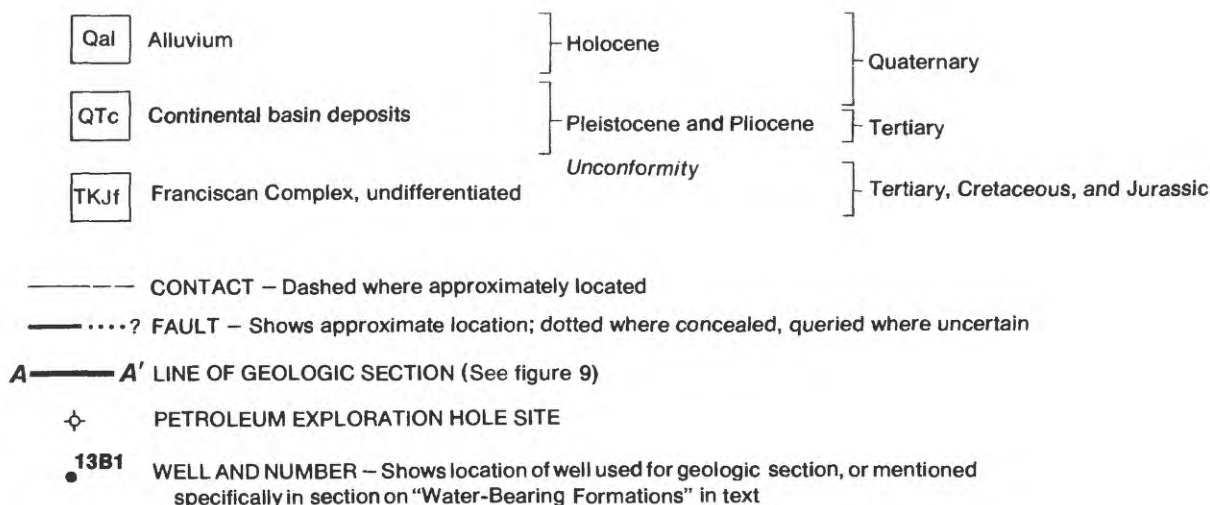 Qal Alluvium Holocene Quaternary
QTc Continental basin deposits Pleistocene and Pliocene Tertiary
Unconformity
TKJf Franciscan Complex, undifferentiated Tertiary, Cretaceous, and Jurassic
CONTACT – Dashed where approximately located
? FAULT – Shows approximate location; dotted where concealed, queried where uncertain
A A' LINE OF GEOLOGIC SECTION (See figure 9)
PETROLEUM EXPLORATION HOLE SITE
13B1 WELL AND NUMBER – Shows location of well used for geologic section, or mentioned
specifically in section on "Water-Bearing Formations" in text